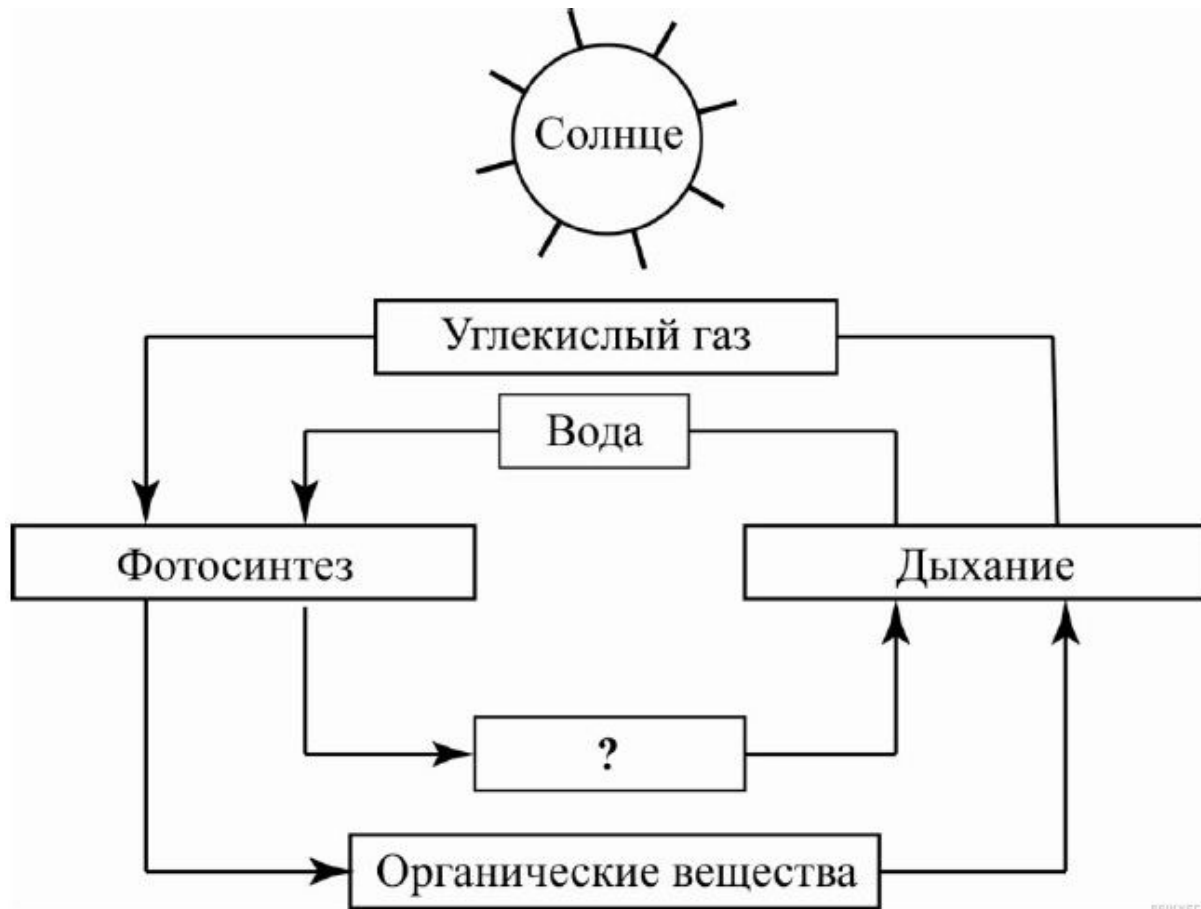 Солнце
Углекислый газ
Вода
Фотосинтез
Дыхание
?
Органические вещества